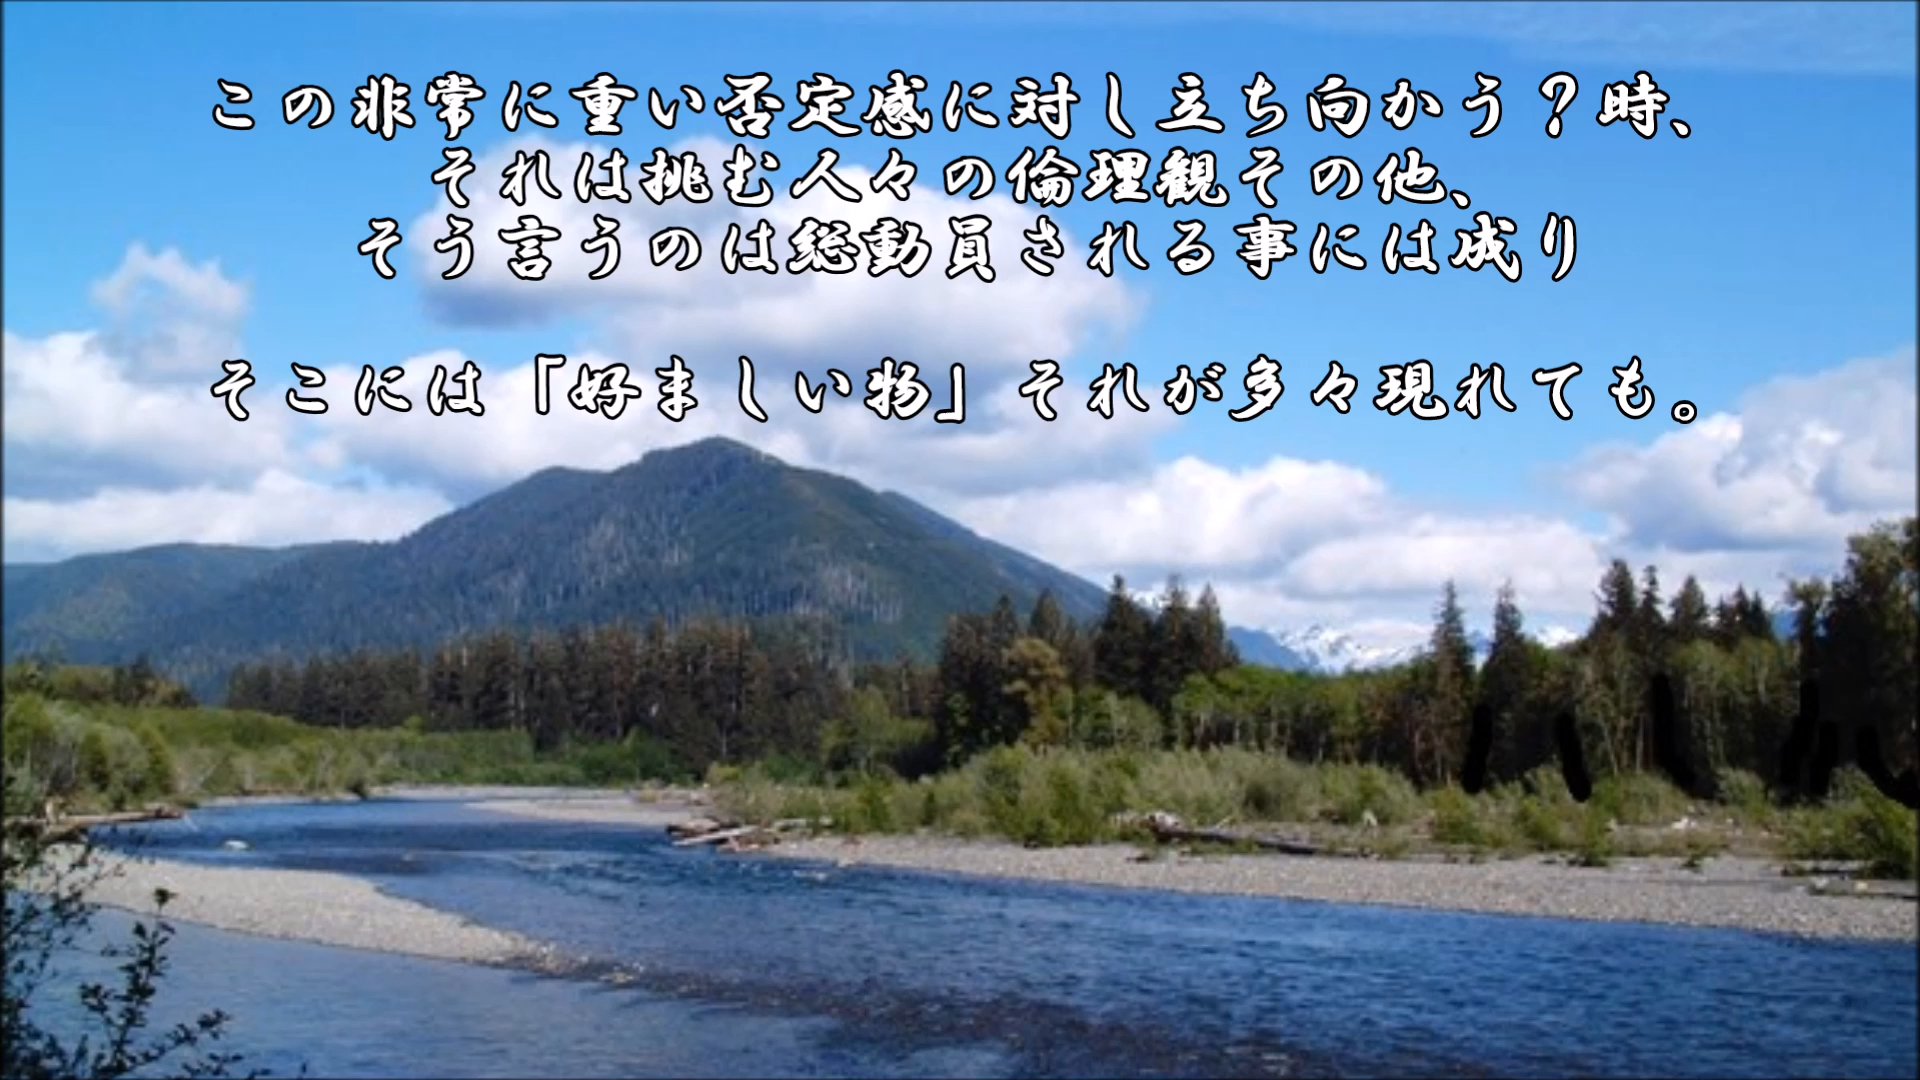 この非常に重い否定感に対し立ち向かう？時、
それは挑む人々の倫理観その他、
そう言うのは総動員される事には成り
そこには「好ましい物」それが多々現れても。